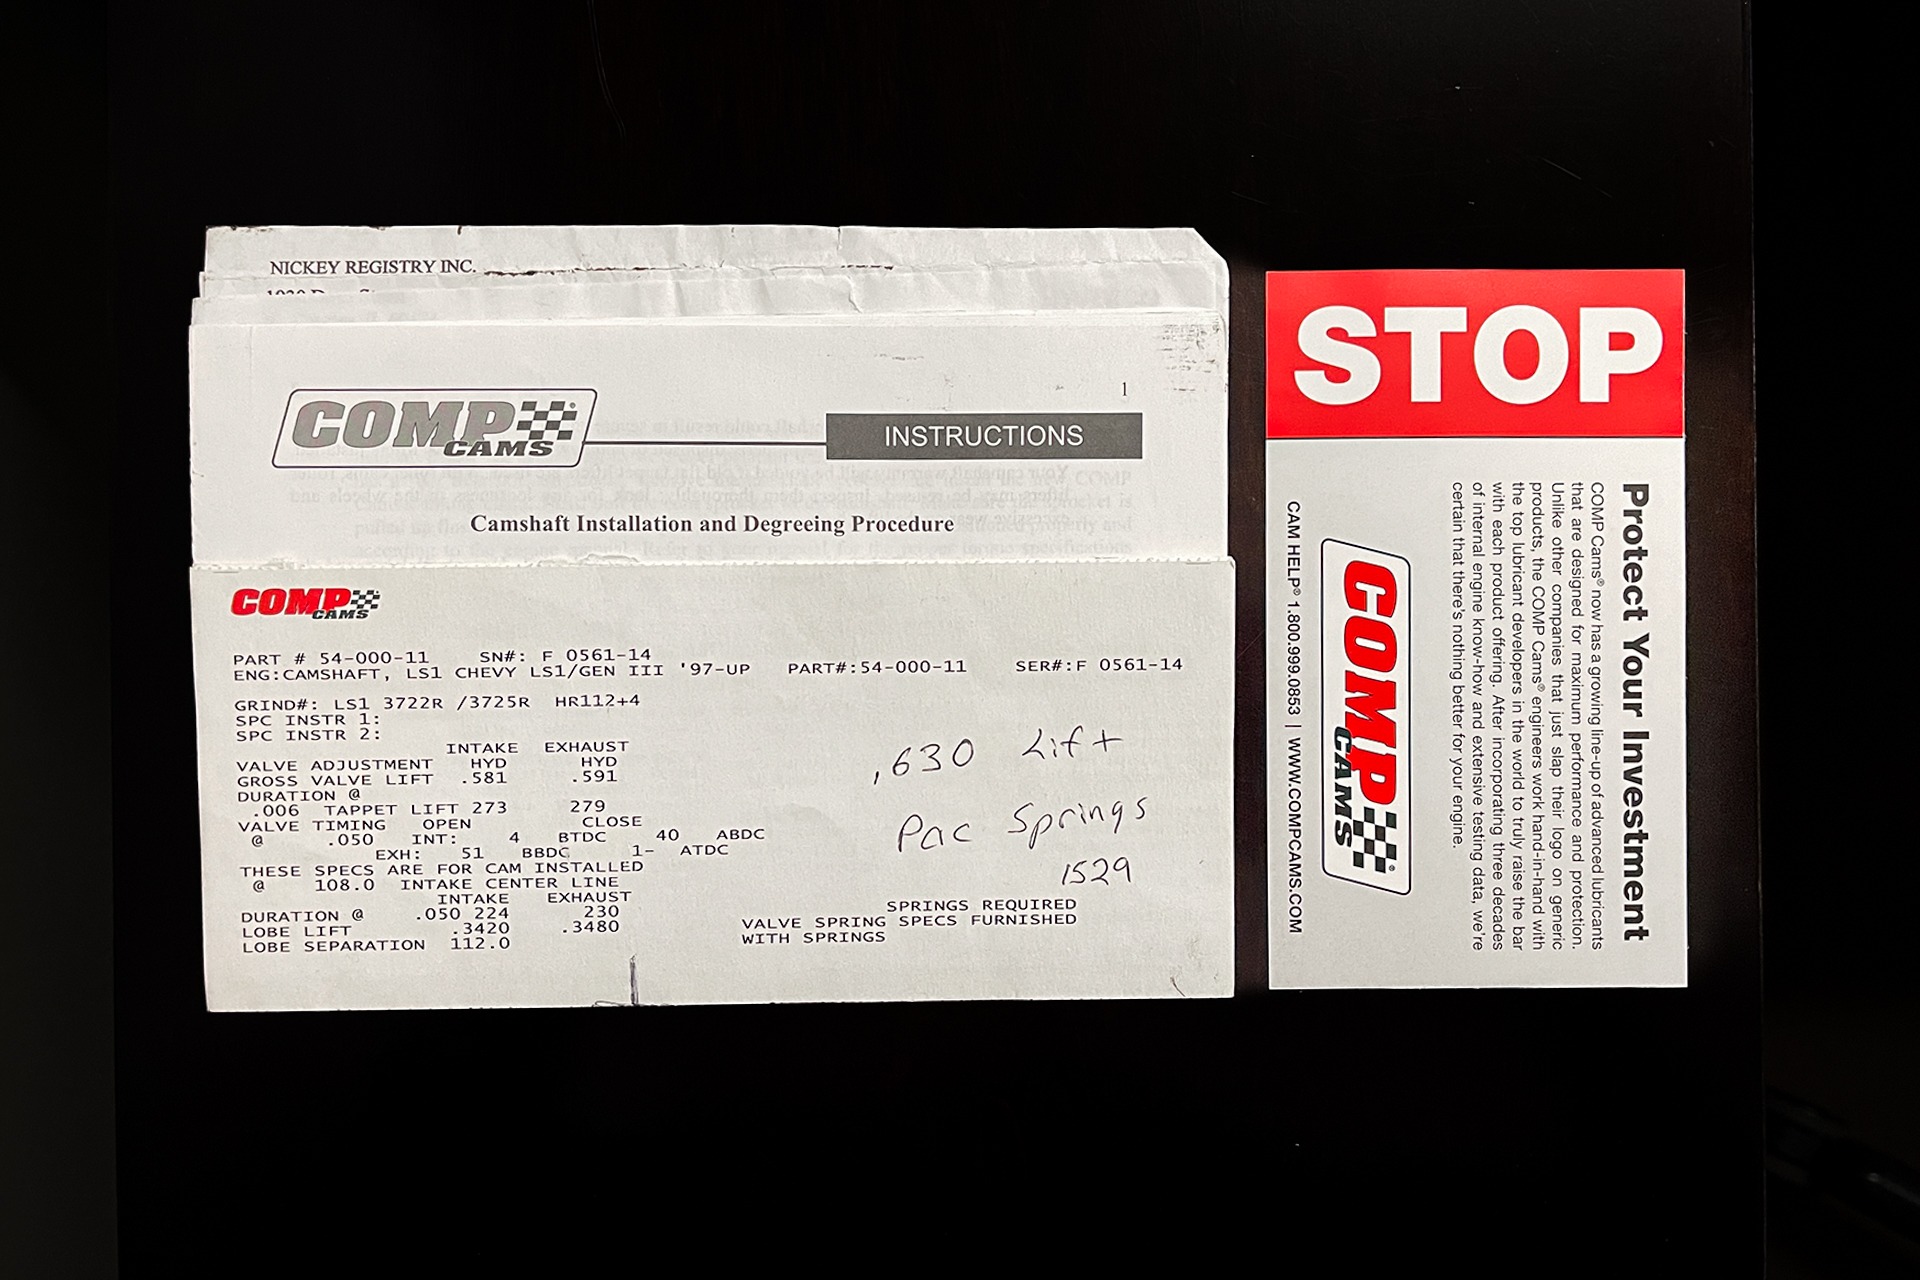 NICKEY REGISTRY INC.
COMP
CAMS
1
INSTRUCTIONS
Camshaft Installation and Degreeing Procedure
COMP
CAMS
PART # 54-000-11 SN#: F 0561-14
ENG:CAMSHAFT, LS1 CHEVY LS1/GEN III '97-UP PART#:54-000-11 SER#:F 0561-14
GRIND#: LS1 3722R /3725R HR112+4
SPC INSTR 1:
SPC INSTR 2:
INTAKE EXHAUST
VALVE ADJUSTMENT HYD HYD
GROSS VALVE LIFT .581 .591
DURATION @
.006 TAPPET LIFT 273 279
VALVE TIMING OPEN CLOSE
@ .050 INT: 4 BTDC 40 ABDC
EXH: 51 BBDC 1- ATDC
THESE SPECS ARE FOR CAM INSTALLED
@ 108.0 INTAKE CENTER LINE
INTAKE EXHAUST
DURATION @ .050 224 230
LOBE LIFT .3420 .3480
LOBE SEPARATION 112.0
.630 Lift
Pac Springs
1529
SPRINGS REQUIRED
VALVE SPRING SPECS FURNISHED
WITH SPRINGS
STOP
Protect Your Investment
COMP Cams® now has a growing line-up of advanced lubricants
that are designed for maximum performance and protection.
Unlike other companies that just slap their logo on generic
products, the COMP Cams® engineers work hand-in-hand with
the top lubricant developers in the world to truly raise the bar
with each product offering. After incorporating three decades
of internal engine know-how and extensive testing data, we're
certain that there's nothing better for your engine.
COMP
CAMS
CAM HELP® 1.800.999.0853 | WWW.COMPCAMS.COM